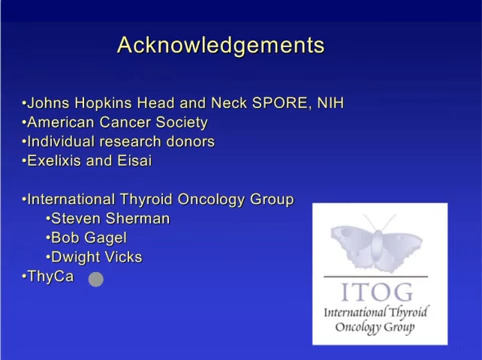 Acknowledgements
•Johns Hopkins Head and Neck SPORE, NIH
•American Cancer Society
•Individual research donors
•Exelixis and Eisai
•International Thyroid Oncology Group
•Steven Sherman
•Bob Gagel
•Dwight Vicks
•ThyCa
ITOG
International Thyroid
Oncology Group